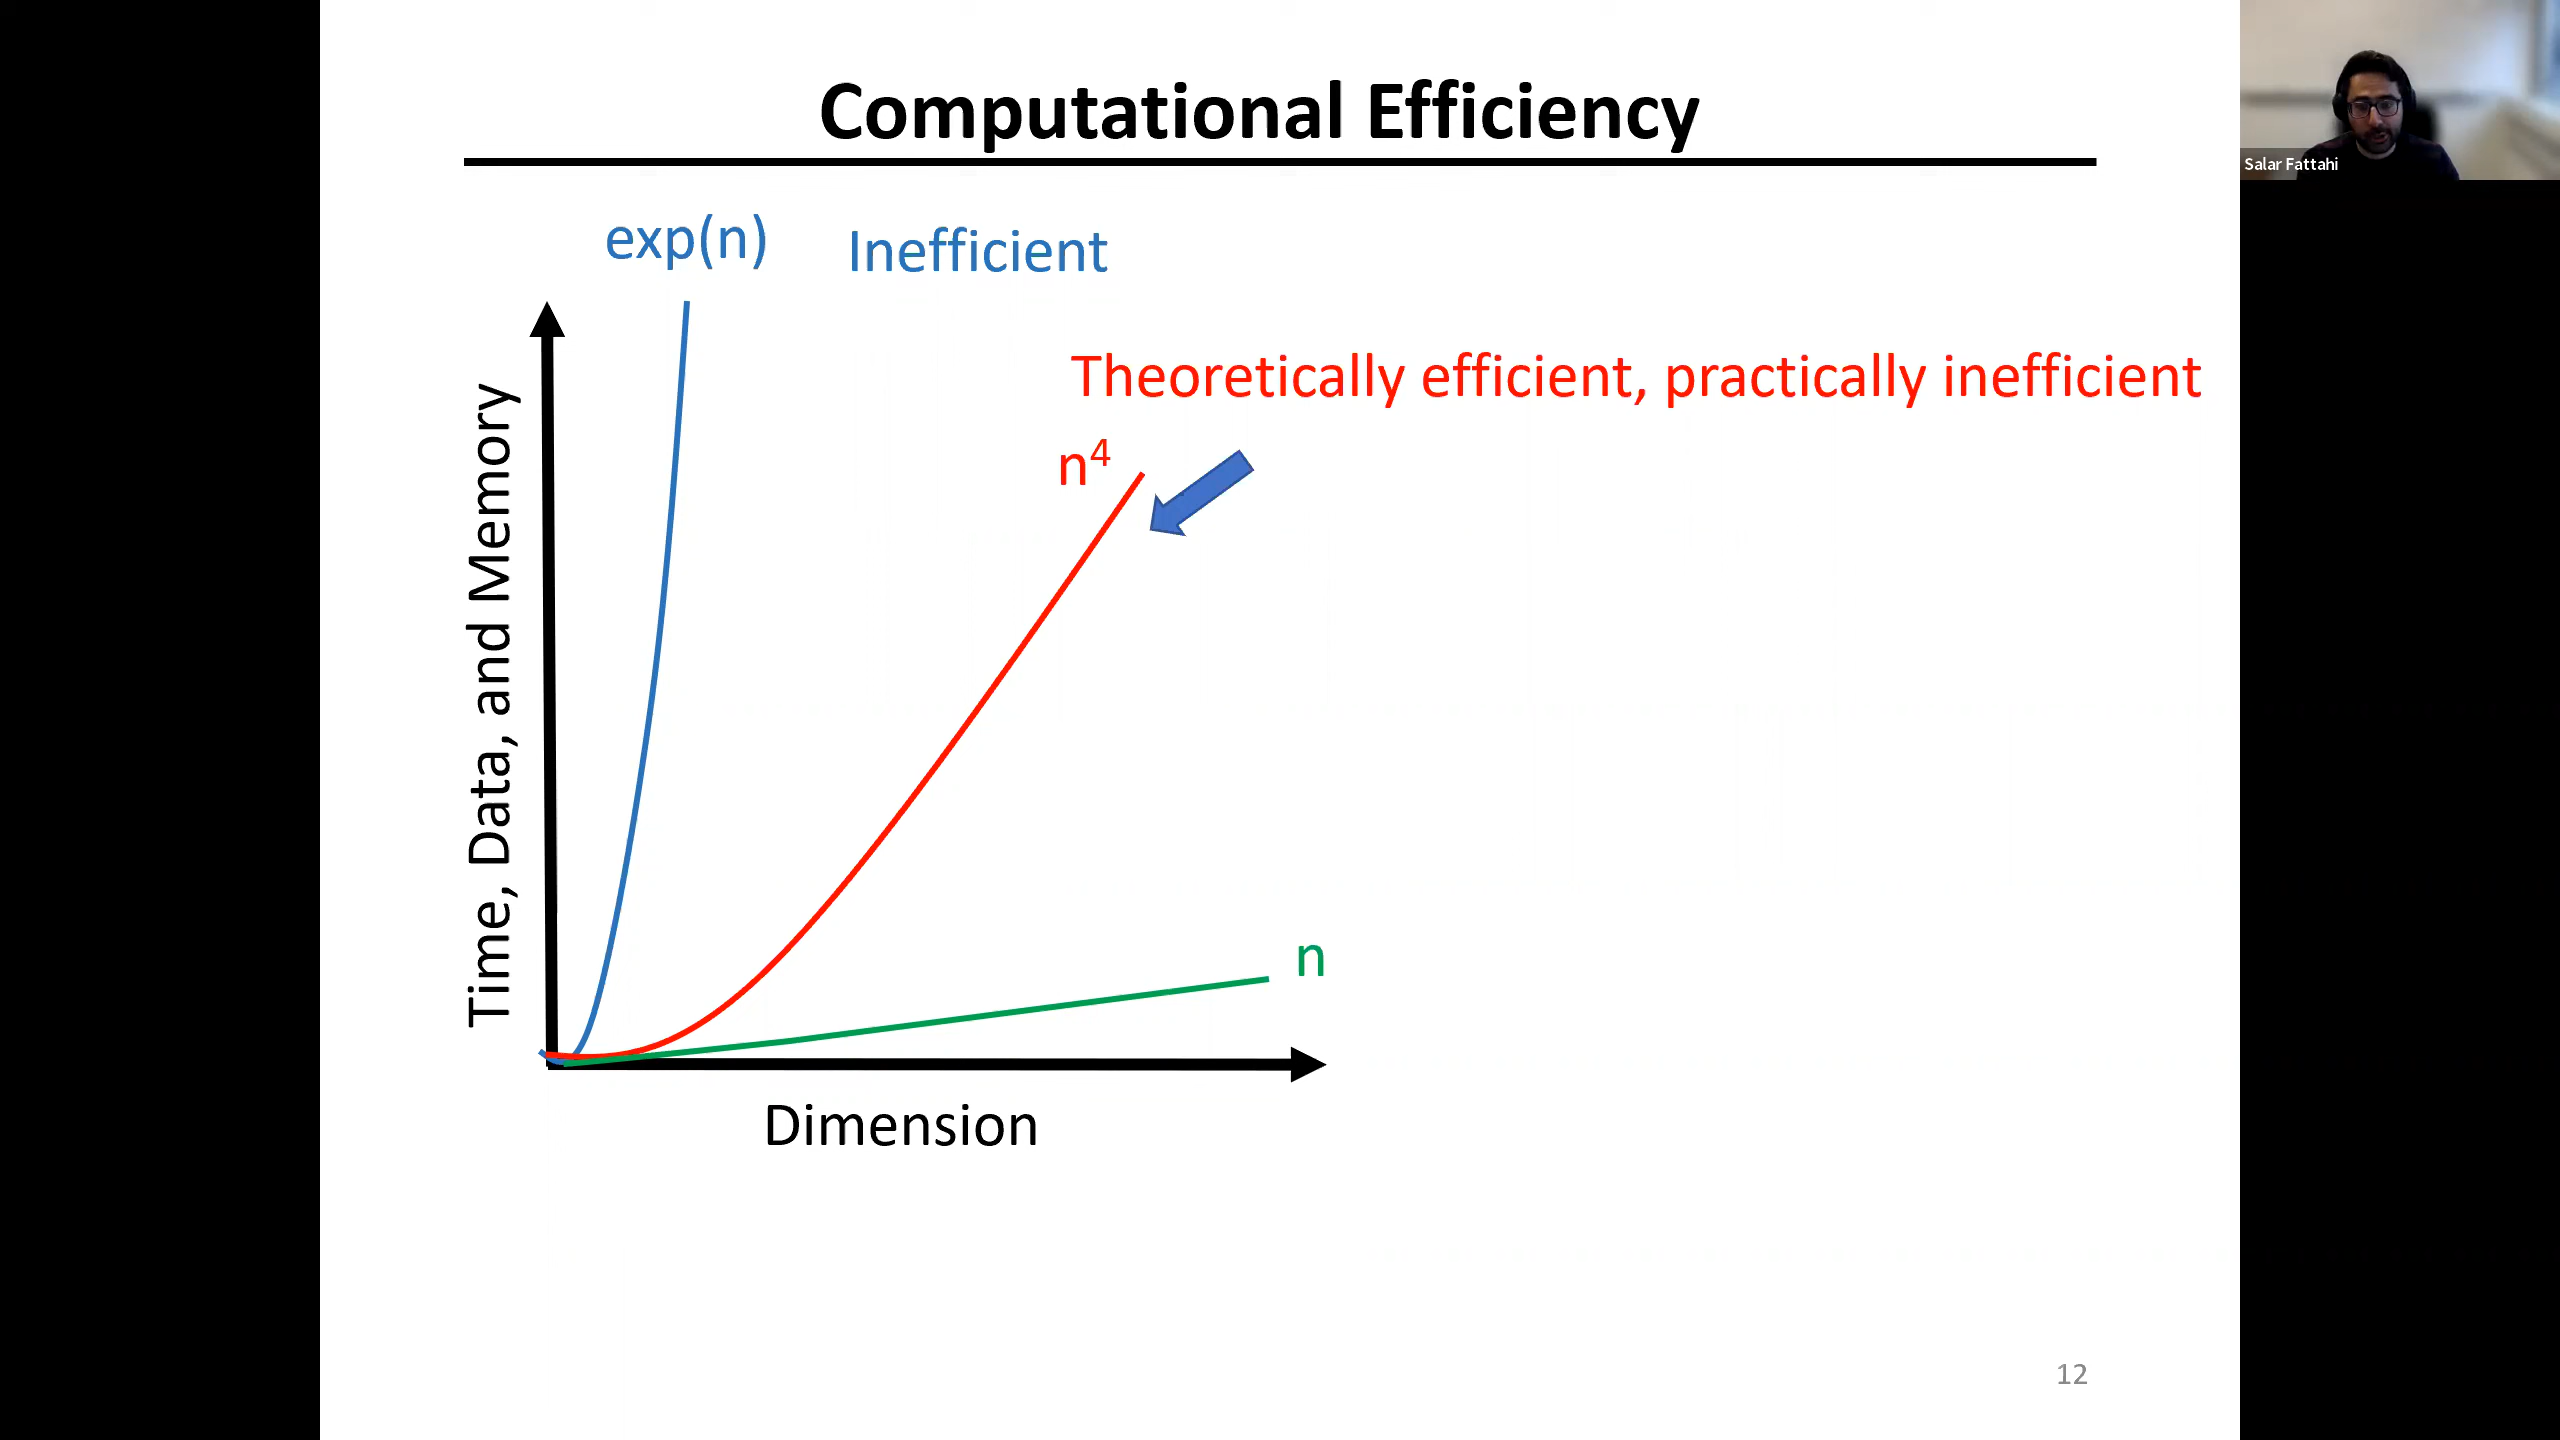 Computational Efficiency
Salar Fattahi
exp(n)
Inefficient
Theoretically efficient, practically inefficient
n⁴
Time, Data, and Memory
n
Dimension
12